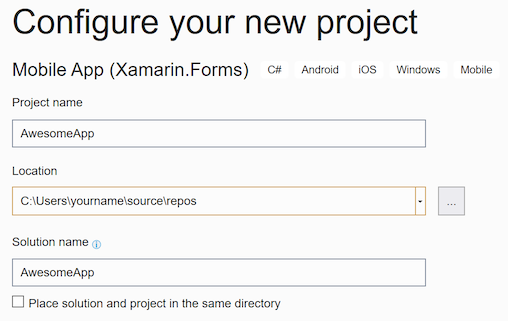 Configure your new project
Mobile App (Xamarin.Forms) C# Android iOS Windows Mobile
Project name
AwesomeApp
Location
C:\Users\yourname\source\repos
...
Solution name
AwesomeApp
Place solution and project in the same directory